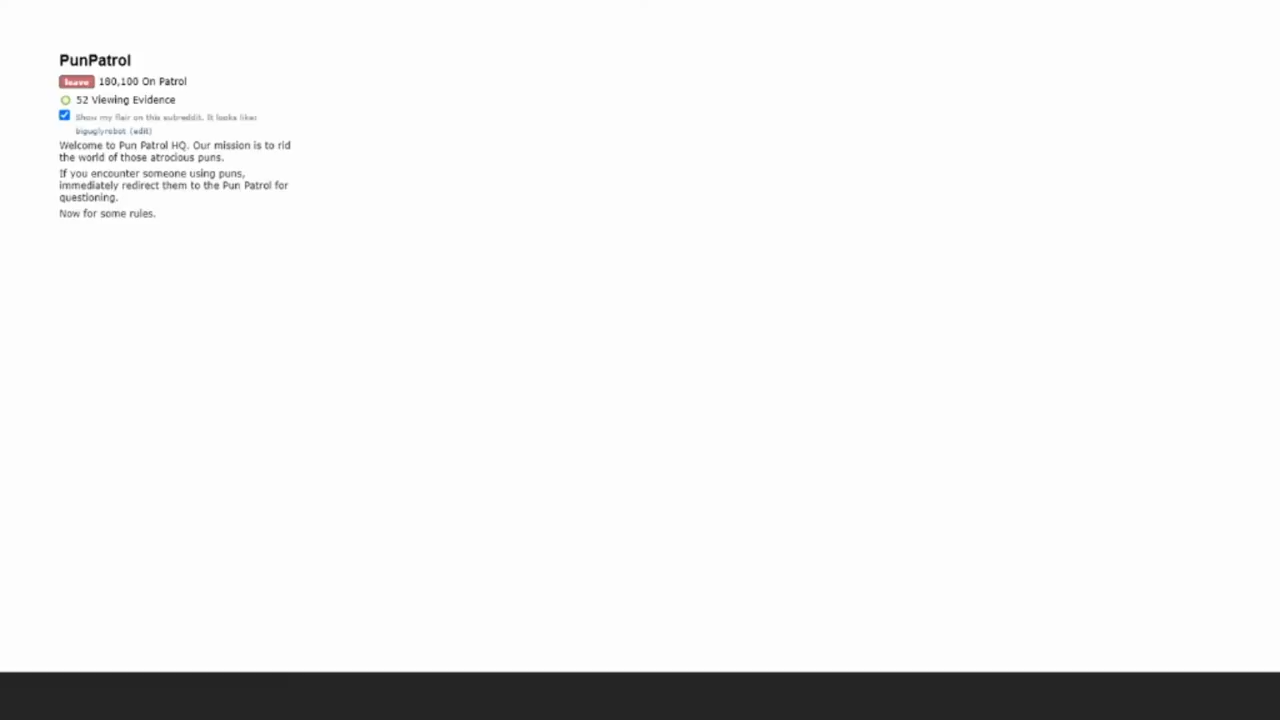 PunPatrol
leave 180,100 On Patrol
52 Viewing Evidence
Show my flair on this subreddit. It looks like:
biguglyrobot (edit)
Welcome to Pun Patrol HQ. Our mission is to rid
the world of those atrocious puns.
If you encounter someone using puns,
immediately redirect them to the Pun Patrol for
questioning.
Now for some rules.